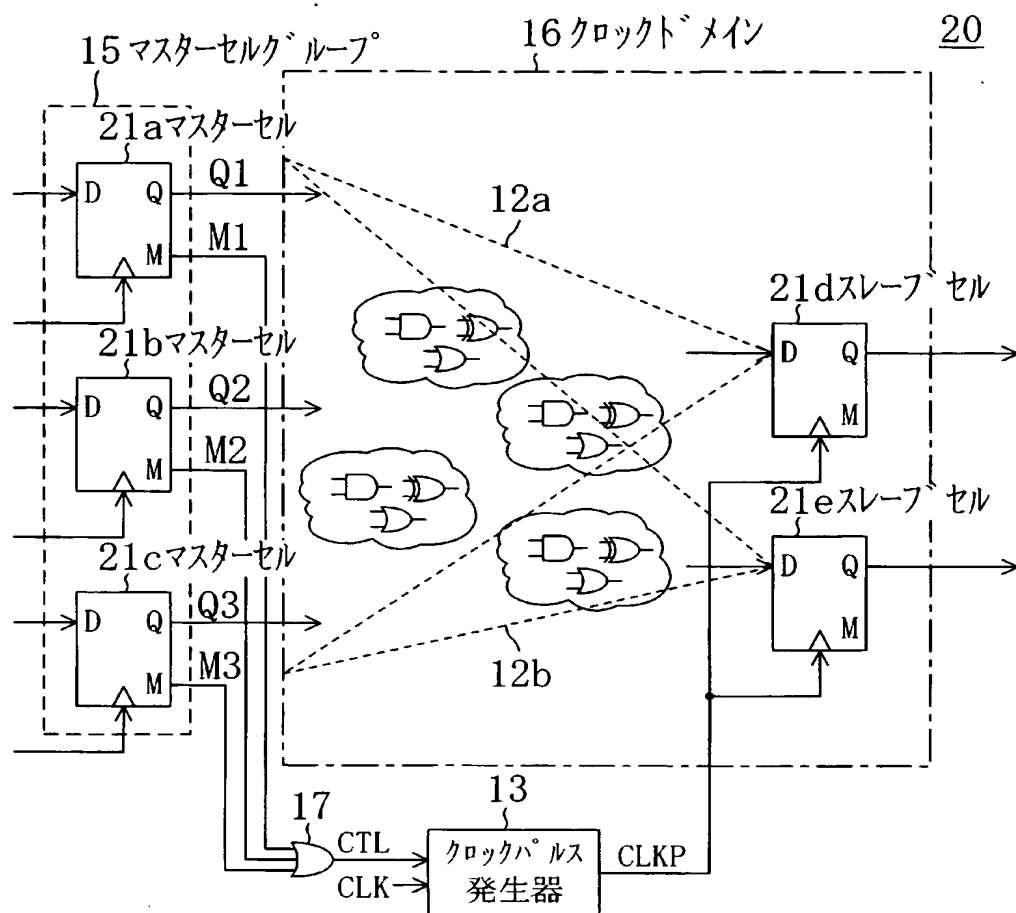 20
15 マスターセルグループ
16 クロックドメイン
21a マスターセル
D Q
Q1
M
M1
12a
21d スレーブセル
D Q
M
21b マスターセル
D Q
Q2
M
M2
21e スレーブセル
D Q
M
21c マスターセル
D Q
Q3
M
M3
12b
17
13
CTL
CLK
クロックパルス
発生器
CLKP